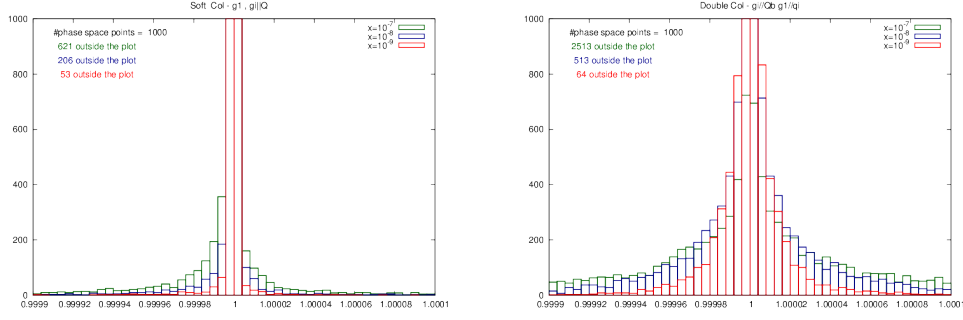 Soft Col - g1 , gi||Q
#phase space points = 1000
621 outside the plot
206 outside the plot
53 outside the plot
x=10^-7
x=10^-8
x=10^-9
1000
800
600
400
200
0
0.9999 0.99992 0.99994 0.99996 0.99998 1 1.00002 1.00004 1.00006 1.00008 1.0001
Double Col - gi//Qb g1//qi
#phase space points = 1000
2513 outside the plot
513 outside the plot
64 outside the plot
x=10^-7
x=10^-8
x=10^-9
1000
800
600
400
200
0
0.9999 0.99992 0.99994 0.99996 0.99998 1 1.00002 1.00004 1.00006 1.00008 1.0001